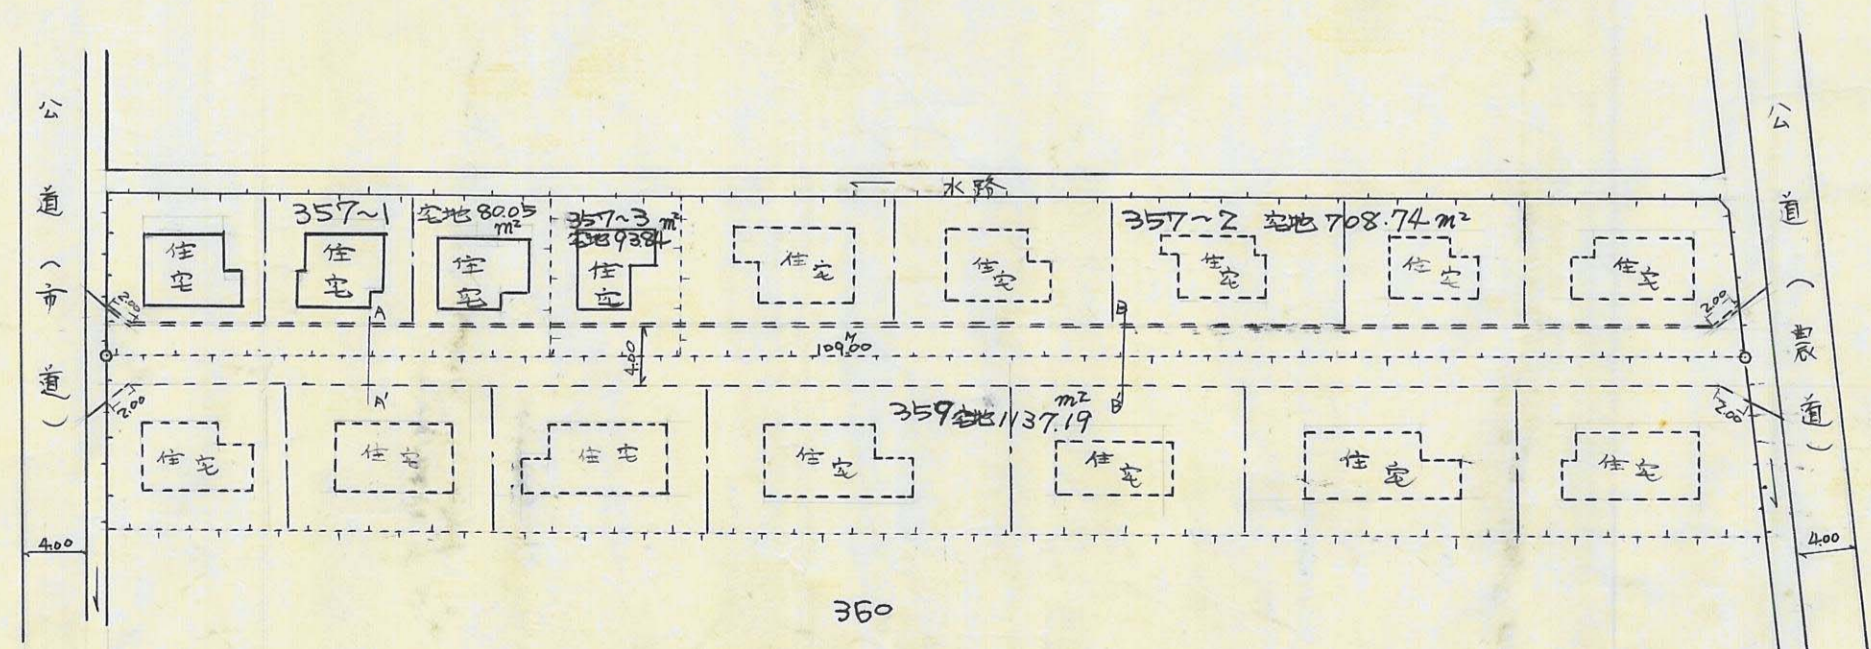 公道(市道)
4.00
水路
公道(農道)
4.00
357~1 宅地 80.05 m²
357~3 m²
宅地 93.84
357~2 宅地 708.74 m²
住宅
住宅
住宅
住宅
住宅
住宅
住宅
住宅
住宅
2.00
A
B
2.00
4.00
109.00 M
2.00
A'
B'
2.00
359 宅地 1137.19 m²
住宅
住宅
住宅
住宅
住宅
住宅
住宅
360